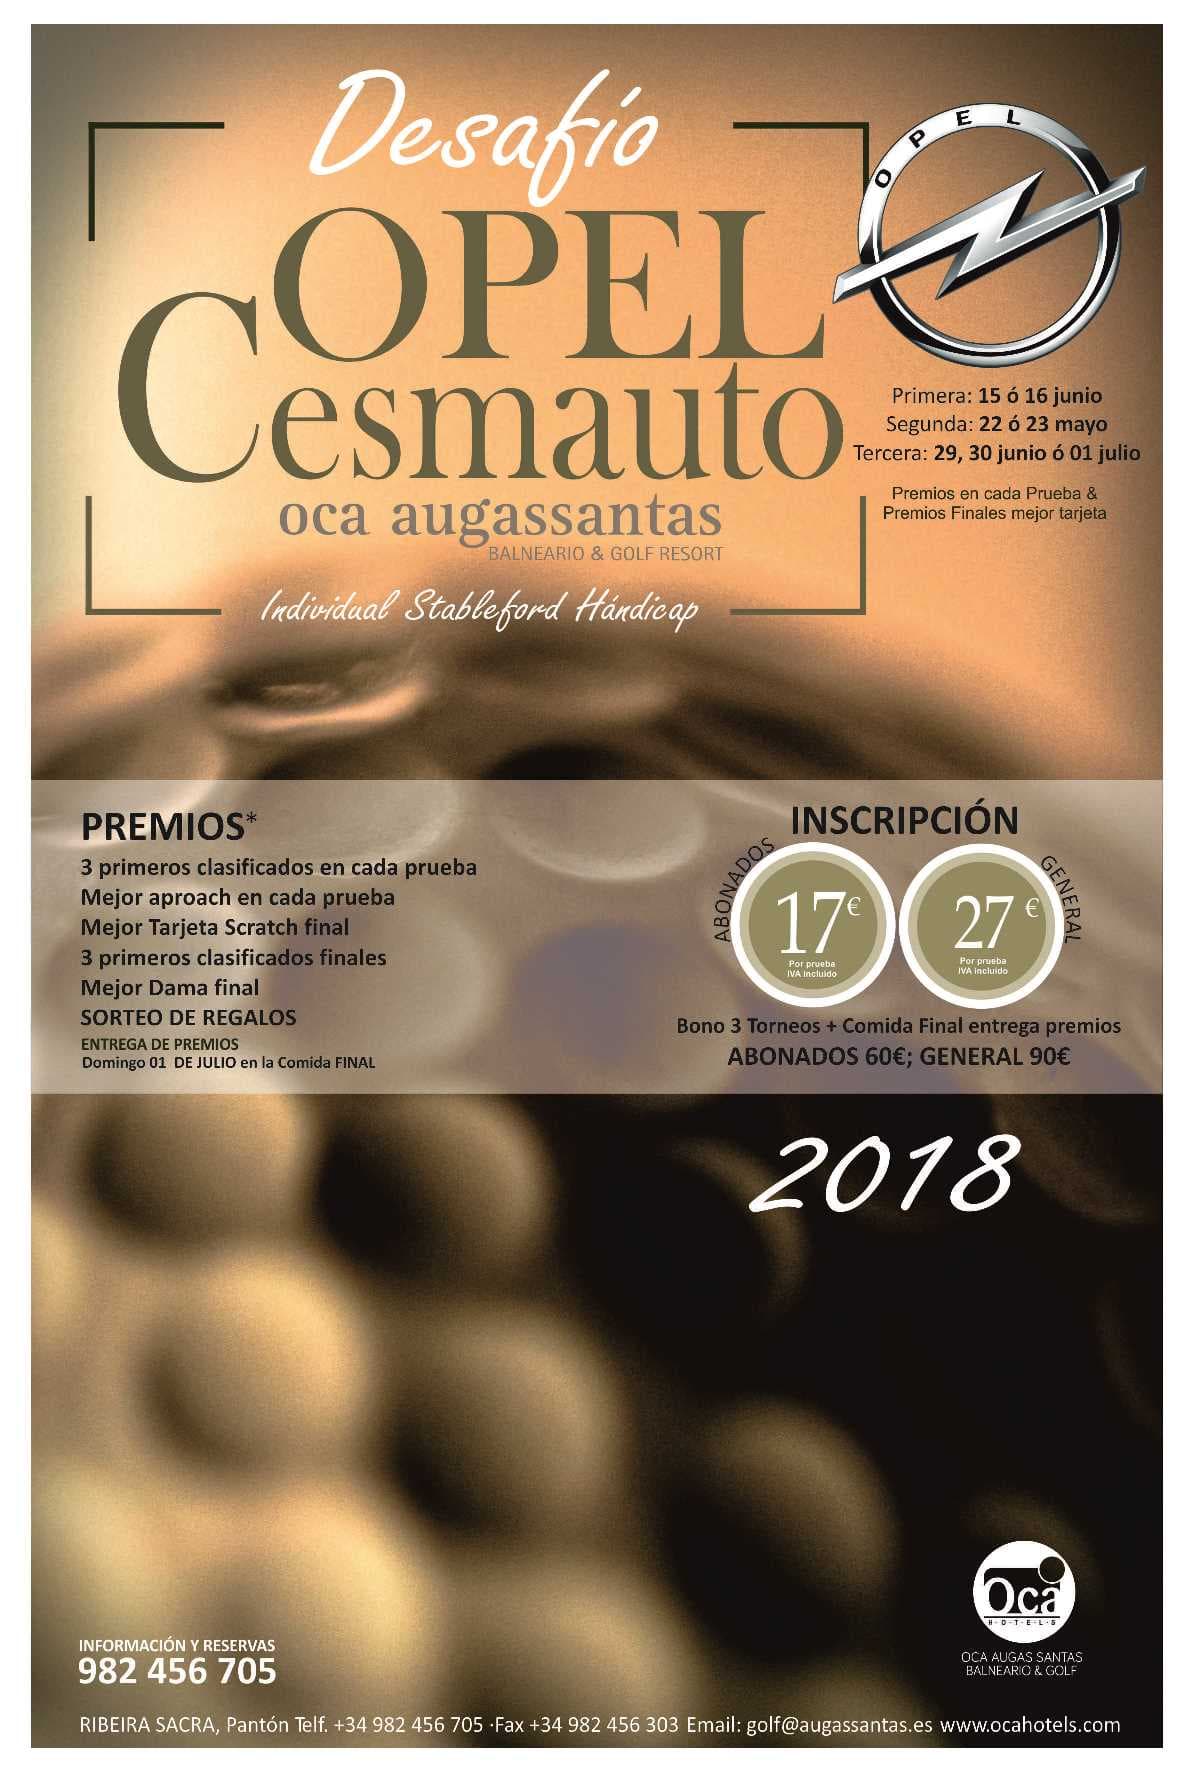 Desafío
OPEL
OPEL
Cesmauto
oca augassantas
BALNEARIO & GOLF RESORT
Individual Stableford Hándicap
Primera: 15 ó 16 junio
Segunda: 22 ó 23 mayo
Tercera: 29, 30 junio ó 01 julio
Premios en cada Prueba &
Premios Finales mejor tarjeta
PREMIOS*
3 primeros clasificados en cada prueba
Mejor aproach en cada prueba
Mejor Tarjeta Scratch final
3 primeros clasificados finales
Mejor Dama final
SORTEO DE REGALOS
ENTREGA DE PREMIOS
Domingo 01 DE JULIO en la Comida FINAL
INSCRIPCIÓN
ABONADOS
17€
Por prueba
IVA incluido
GENERAL
27€
Por prueba
IVA incluido
Bono 3 Torneos + Comida Final entrega premios
ABONADOS 60€; GENERAL 90€
2018
Oca
HOTELS
OCA AUGAS SANTAS
BALNEARIO & GOLF
INFORMACIÓN Y RESERVAS
982 456 705
RIBEIRA SACRA, Pantón Telf. +34 982 456 705 ·Fax +34 982 456 303 Email: golf@augassantas.es www.ocahotels.com